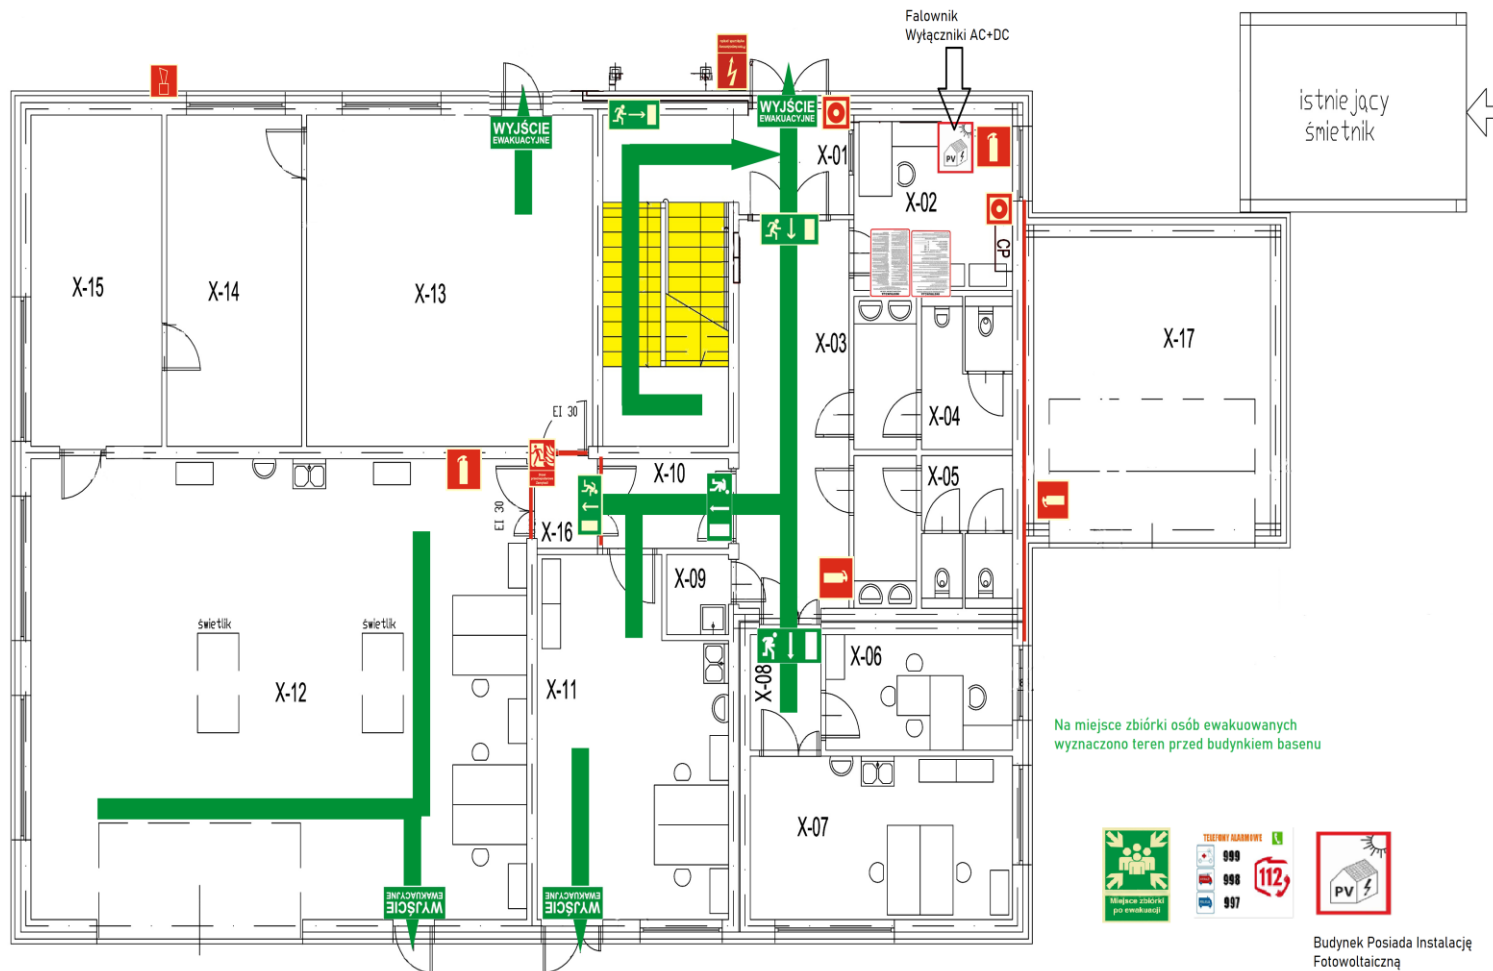 Falownik
Wyłączniki AC+DC
istniejący
śmietnik
WYJŚCIE
EWAKUACYJNE
WYJŚCIE
EWAKUACYJNE
X-01
PV
X-02
CP
X-15
X-14
X-13
X-03
X-17
X-04
EI 30
X-10
X-05
EI 30
X-16
X-09
świetlik
świetlik
X-12
X-11
X-08
X-06
X-07
WYJŚCIE
EWAKUACYJNE
WYJŚCIE
EWAKUACYJNE
Na miejsce zbiórki osób ewakuowanych
wyznaczono teren przed budynkiem basenu
Miejsce zbiórki
po ewakuacji
TELEFONY ALARMOWE
999
998
997
112
PV
Budynek Posiada Instalację
Fotowoltaiczną